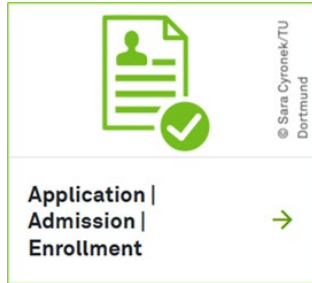 © Sara Cyronek/TU
Dortmund
Application |
Admission |
Enrollment